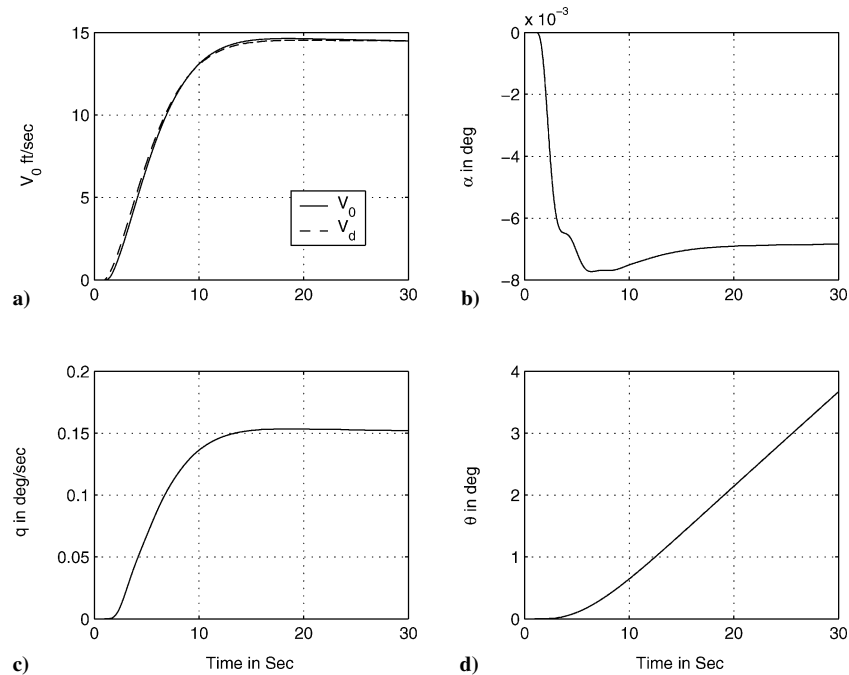 15
10
5
0
0
10
20
30
V0 ft/sec
V0
Vd
a)
x 10−3
0
−2
−4
−6
−8
0
10
20
30
α in deg
b)
0.2
0.15
0.1
0.05
0
0
10
20
30
q in deg/sec
Time in Sec
c)
4
3
2
1
0
0
10
20
30
θ in deg
Time in Sec
d)